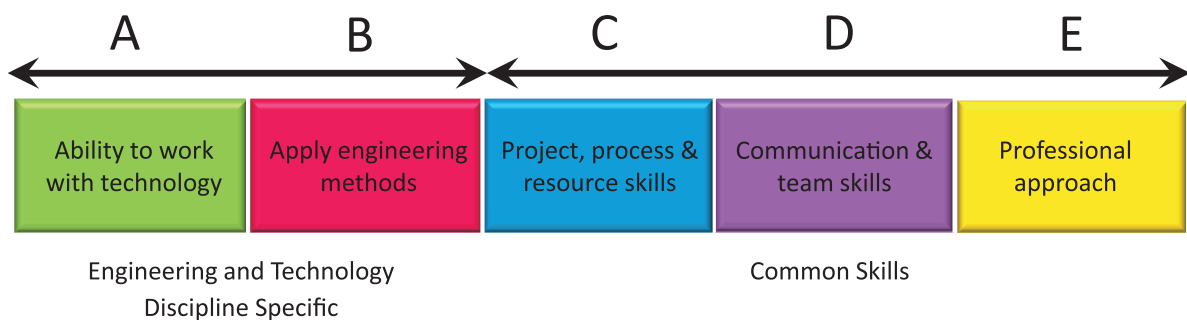 A
B
C
D
E
Ability to work
with technology
Apply engineering
methods
Project, process &
resource skills
Communication &
team skills
Professional
approach
Engineering and Technology
Discipline Specific
Common Skills